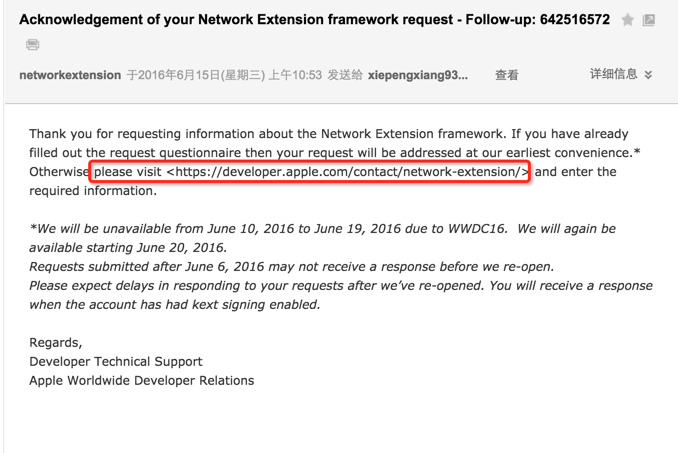 Acknowledgement of your Network Extension framework request - Follow-up: 642516572
networkextension 于2016年6月15日(星期三) 上午10:53 发送给 xiepengxiang93... 查看 详细信息
Thank you for requesting information about the Network Extension framework. If you have already
filled out the request questionnaire then your request will be addressed at our earliest convenience.*
Otherwise please visit <https://developer.apple.com/contact/network-extension/> and enter the
required information.
*We will be unavailable from June 10, 2016 to June 19, 2016 due to WWDC16.  We will again be
available starting June 20, 2016.
Requests submitted after June 6, 2016 may not receive a response before we re-open.
Please expect delays in responding to your requests after we've re-opened. You will receive a response
when the account has had kext signing enabled.
Regards,
Developer Technical Support
Apple Worldwide Developer Relations